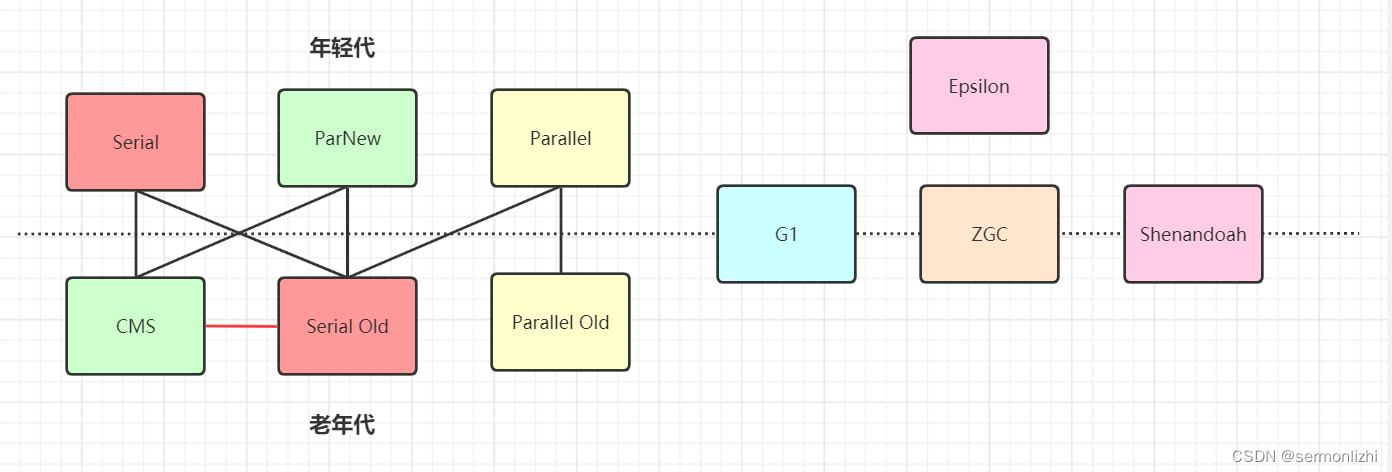 年轻代
Epsilon
Serial
ParNew
Parallel
G1
ZGC
Shenandoah
CMS
Serial Old
Parallel Old
老年代
CSDN @sermonlizhi